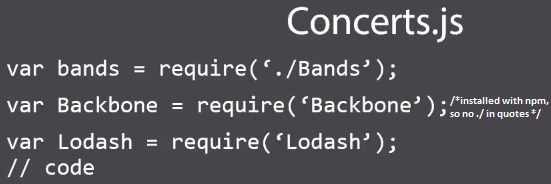 Concerts.js
var bands = require(‘./Bands’);
var Backbone = require(‘Backbone’); /*installed with npm,
so no ./ in quotes */
var Lodash = require(‘Lodash’);
// code